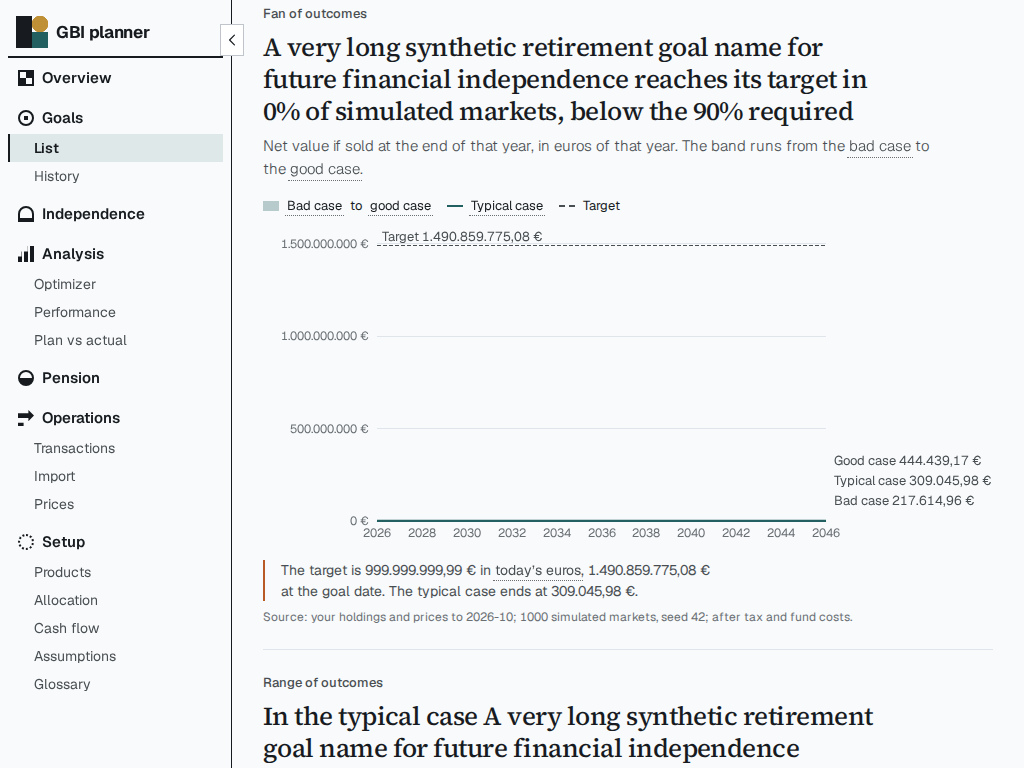 GBI planner
Overview
Goals
List
History
Independence
Analysis
Optimizer
Performance
Plan vs actual
Pension
Operations
Transactions
Import
Prices
Setup
Products
Allocation
Cash flow
Assumptions
Glossary
Fan of outcomes
A very long synthetic retirement goal name for
future financial independence reaches its target in
0% of simulated markets, below the 90% required
Net value if sold at the end of that year, in euros of that year. The band runs from the bad case to
the good case.
Bad case to good case Typical case Target
Target 1.490.859.775,08 €
1.500.000.000 €
1.000.000.000 €
500.000.000 €
0 €
Good case 444.439,17 €
Typical case 309.045,98 €
Bad case 217.614,96 €
2026 2028 2030 2032 2034 2036 2038 2040 2042 2044 2046
The target is 999.999.999,99 € in today's euros, 1.490.859.775,08 €
at the goal date. The typical case ends at 309.045,98 €.
Source: your holdings and prices to 2026-10; 1000 simulated markets, seed 42; after tax and fund costs.
Range of outcomes
In the typical case A very long synthetic retirement
goal name for future financial independence